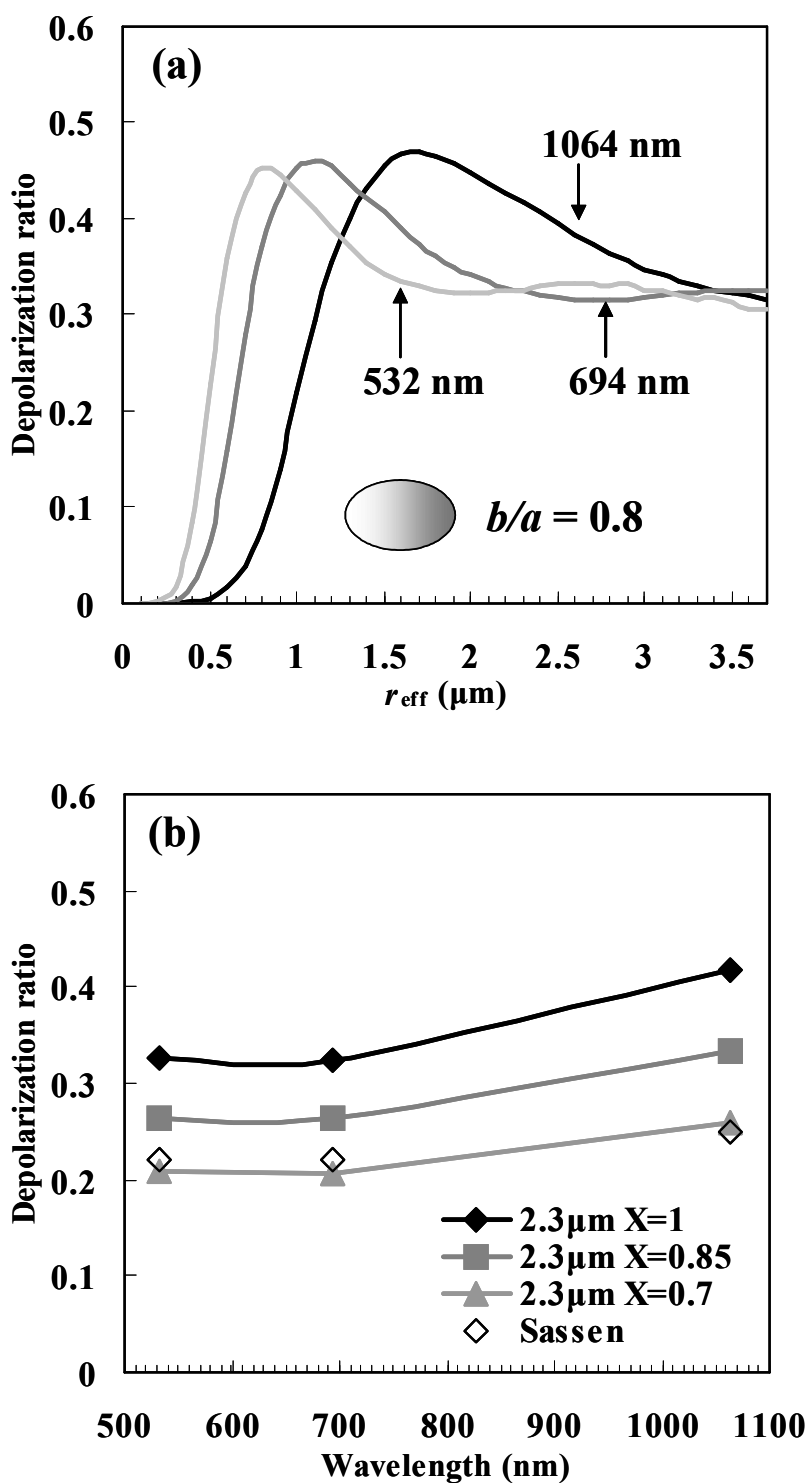 (a)
Depolarization ratio
0.6
0.5
0.4
0.3
0.2
0.1
0
1064 nm
532 nm
694 nm
b/a = 0.8
0 0.5 1 1.5 2 2.5 3 3.5
reff (μm)
(b)
Depolarization ratio
0.6
0.5
0.4
0.3
0.2
0.1
0
2.3μm X=1
2.3μm X=0.85
2.3μm X=0.7
Sassen
500 600 700 800 900 1000 1100
Wavelength (nm)